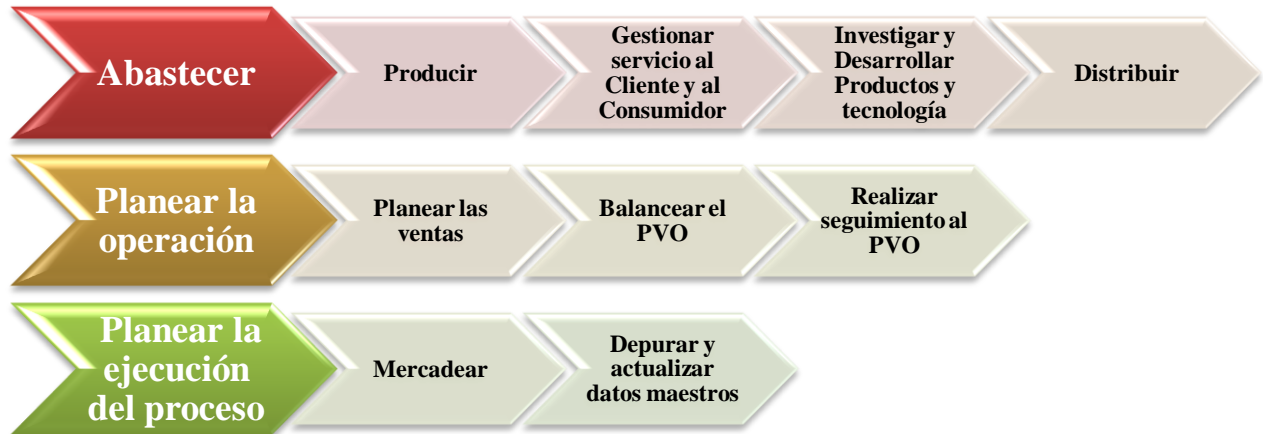 Abastecer
Producir
Gestionar
servicio al
Cliente y al
Consumidor
Investigar y
Desarrollar
Productos y
tecnología
Distribuir
Planear la
operación
Planear las
ventas
Balancear el
PVO
Realizar
seguimiento al
PVO
Planear la
ejecución
del proceso
Mercadear
Depurar y
actualizar
datos maestros